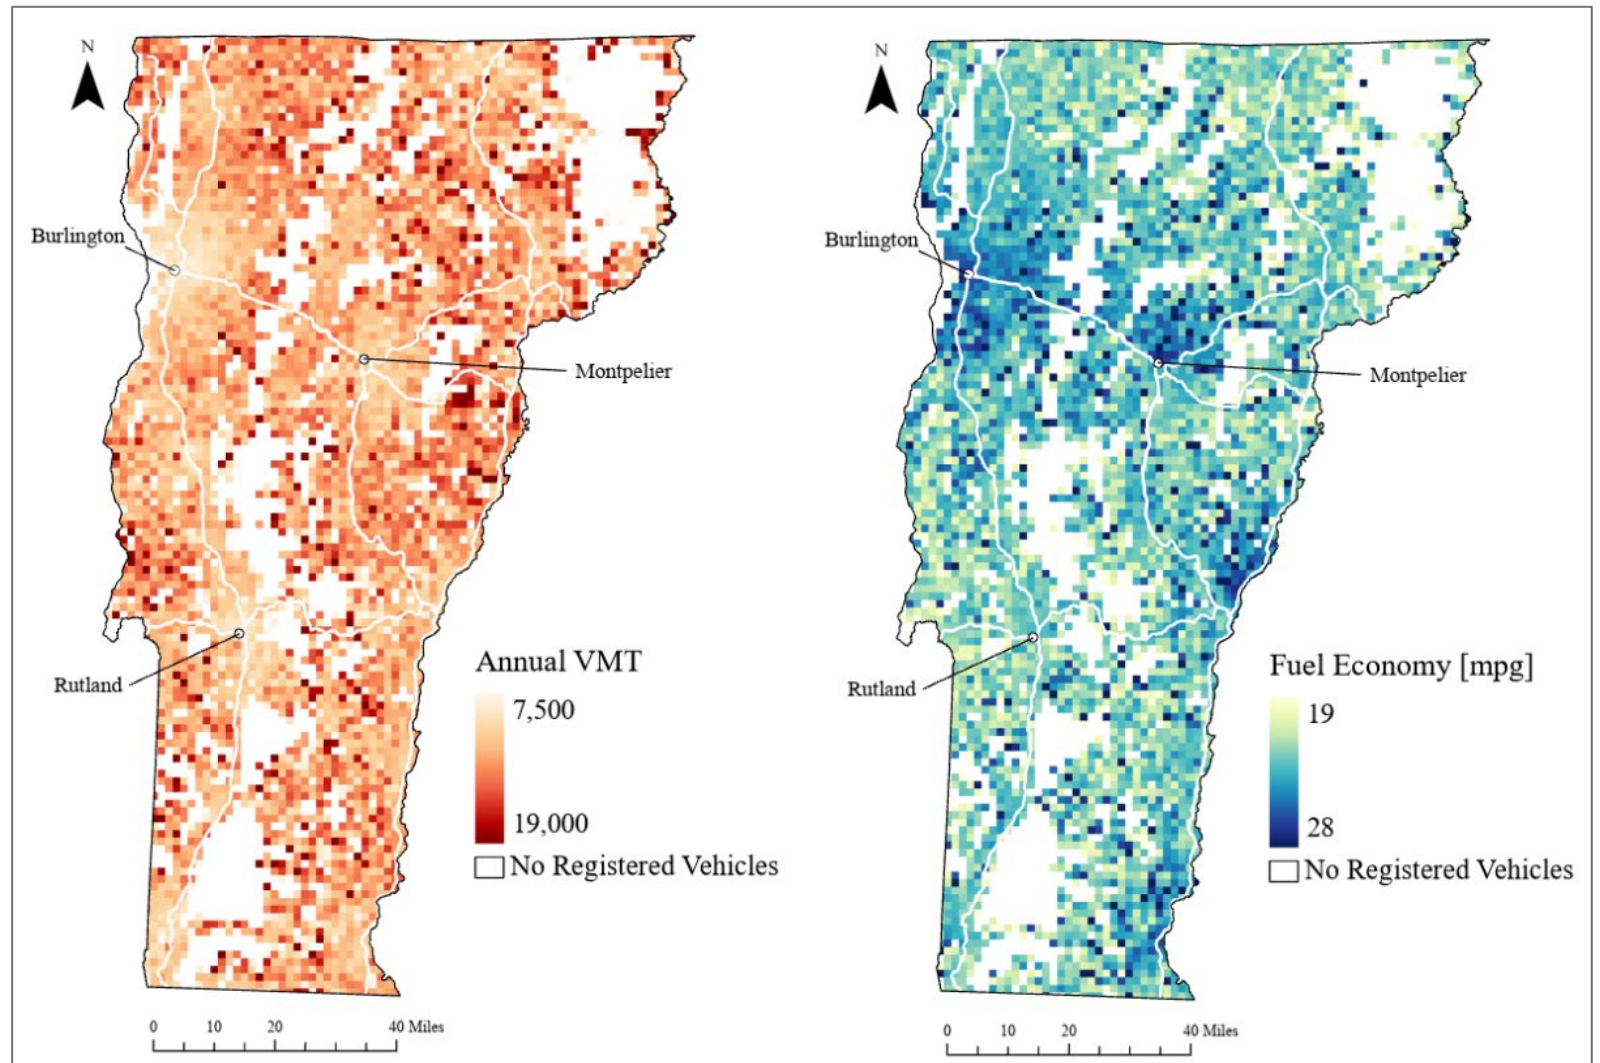 N
Burlington
Montpelier
Rutland
Annual VMT
7,500
19,000
No Registered Vehicles
0 10 20 40 Miles
N
Burlington
Montpelier
Rutland
Fuel Economy [mpg]
19
28
No Registered Vehicles
0 10 20 40 Miles